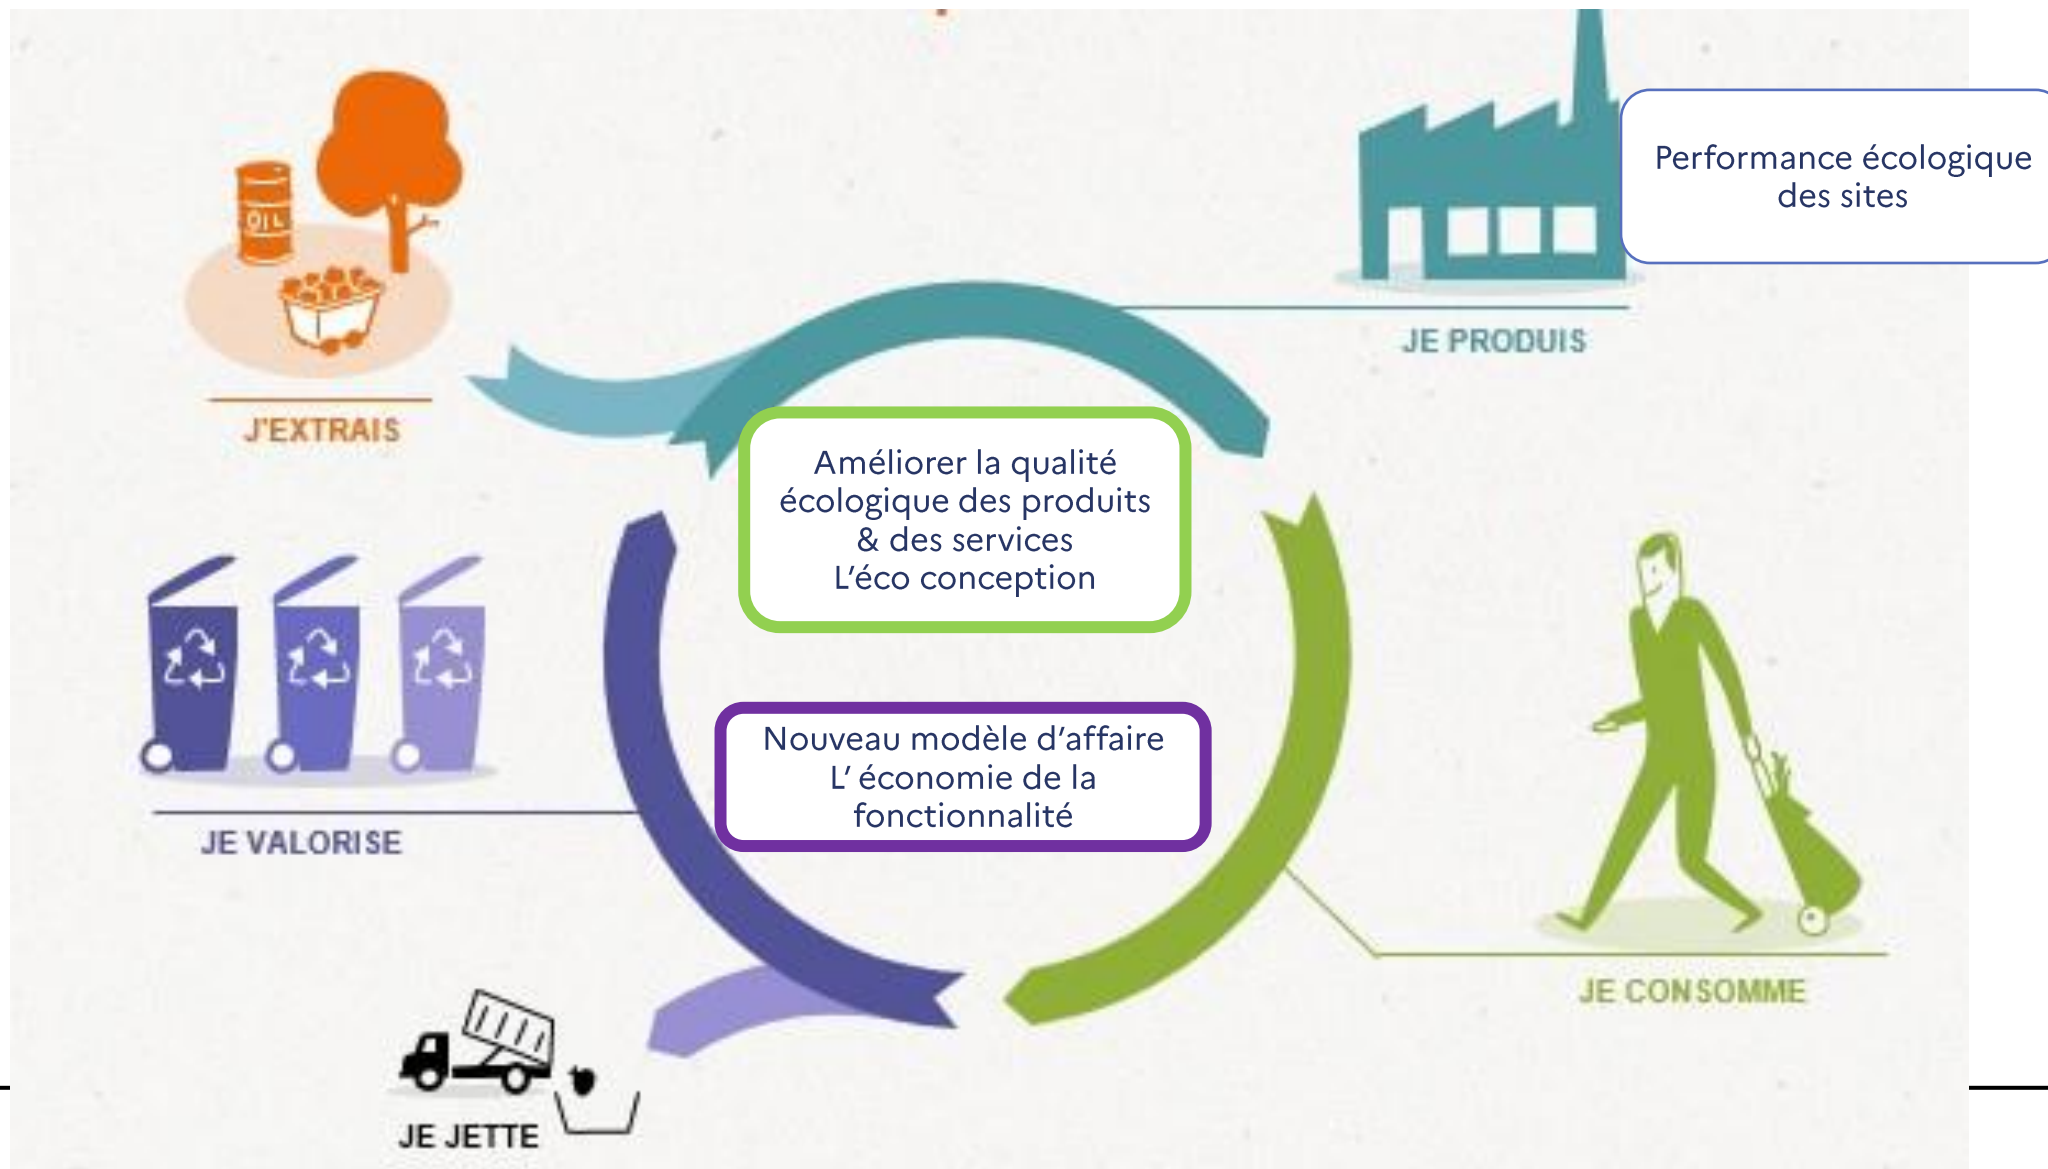 OIL
Performance écologique
des sites
JE PRODUIS
J'EXTRAIS
Améliorer la qualité
écologique des produits
& des services
L'éco conception
Nouveau modèle d'affaire
L' économie de la
fonctionnalité
JE VALORISE
JE CONSOMME
JE JETTE